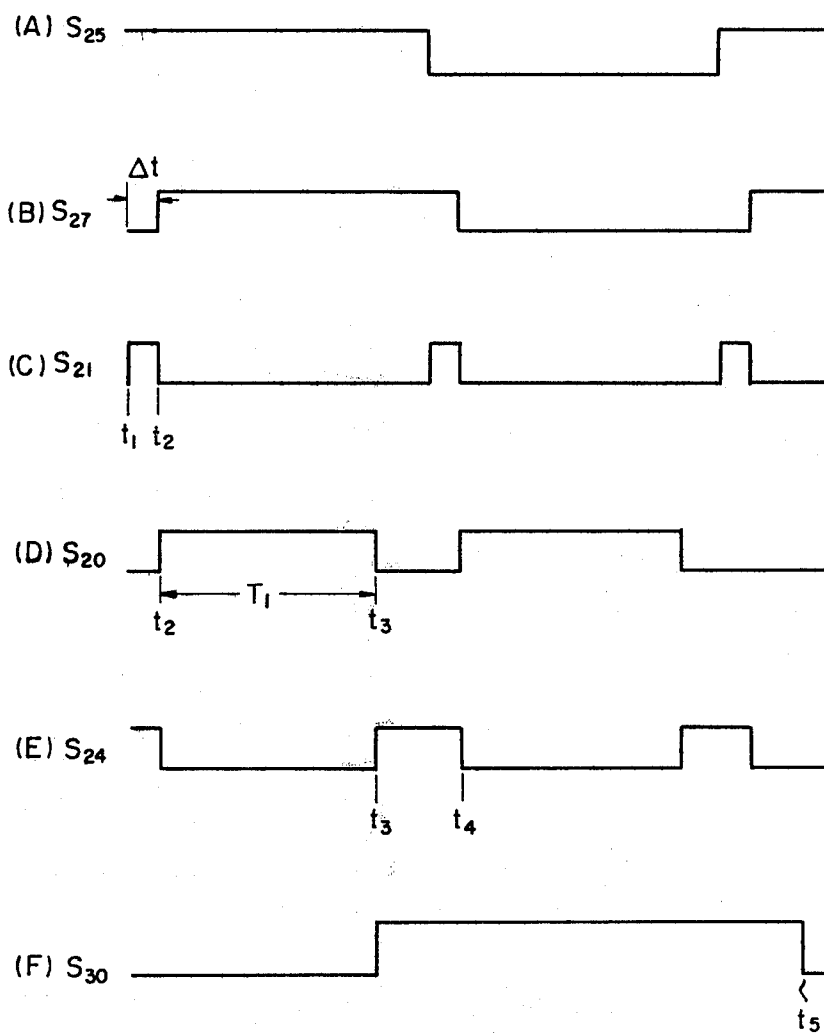 (A) S25
Δt
(B) S27
(C) S21
t1 t2
(D) S20
T1
t2 t3
(E) S24
t3 t4
(F) S30
t5